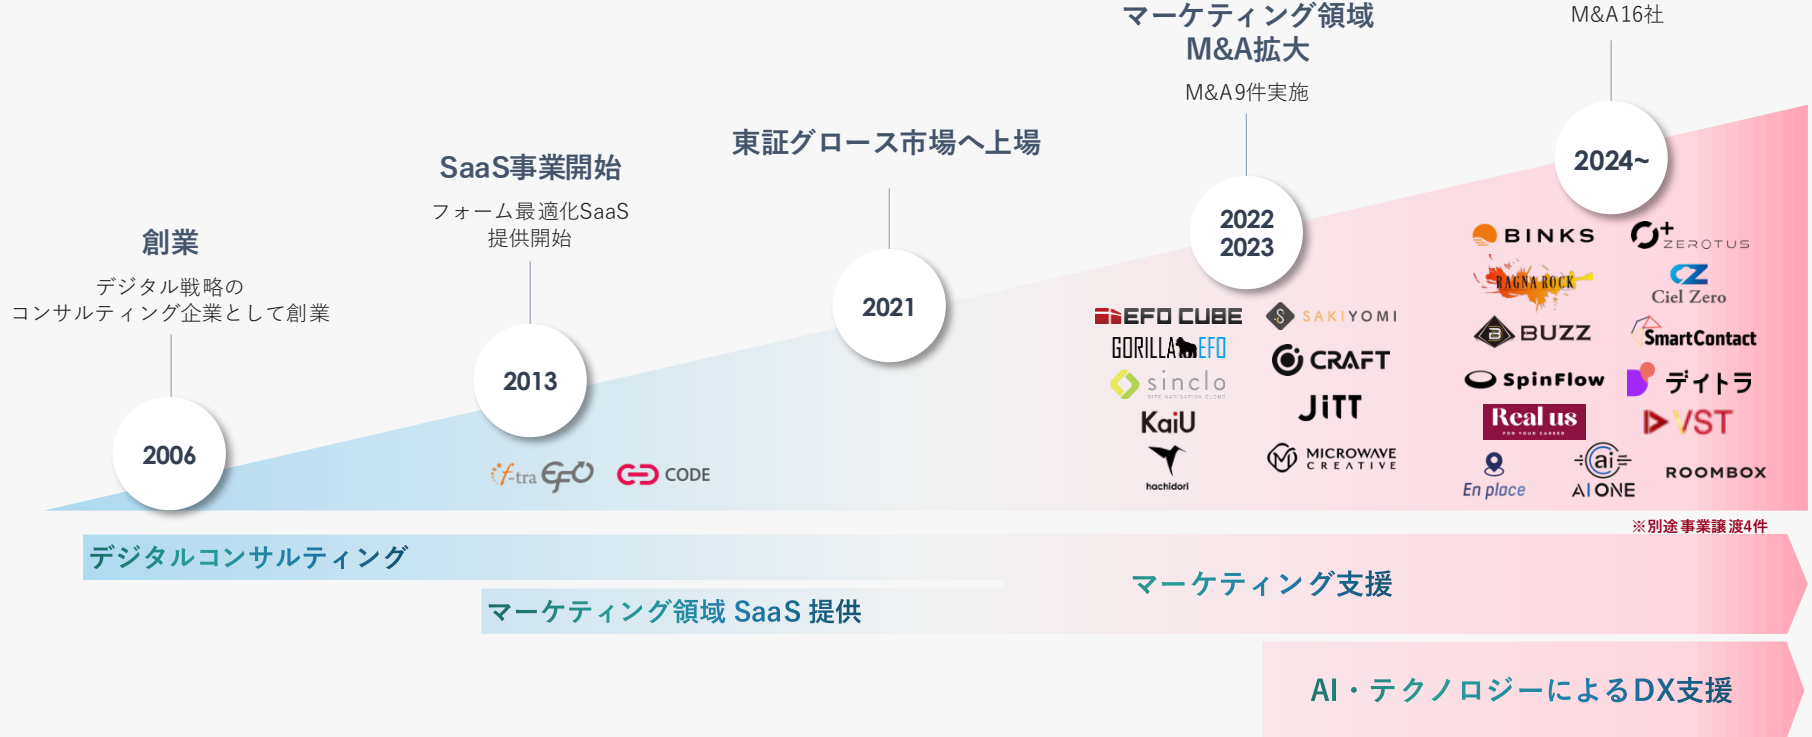 創業
デジタル戦略の
コンサルティング企業として創業
2006
SaaS事業開始
フォーム最適化SaaS
提供開始
2013
f-tra EFO
CODE
東証グロース市場へ上場
2021
マーケティング領域
M&A拡大
M&A9件実施
2022
2023
EFO CUBE
SAKIYOMI
GORILLA EFO
CRAFT
sinclo
SITE NAVIGATION CLOUD
JiTT
KaiU
MICROWAVE
CREATIVE
hachidori
M&A16社
2024~
BINKS
ZEROTUS
RAGNA ROCK
CZ
Ciel Zero
B BUZZ
SmartContact
SpinFlow
デイトラ
Real us
FOR YOUR CAREER
VST
En place
ai
AI ONE
ROOMBOX
※別途事業譲渡4件
デジタルコンサルティング
マーケティング領域 SaaS 提供
マーケティング支援
AI・テクノロジーによるDX支援